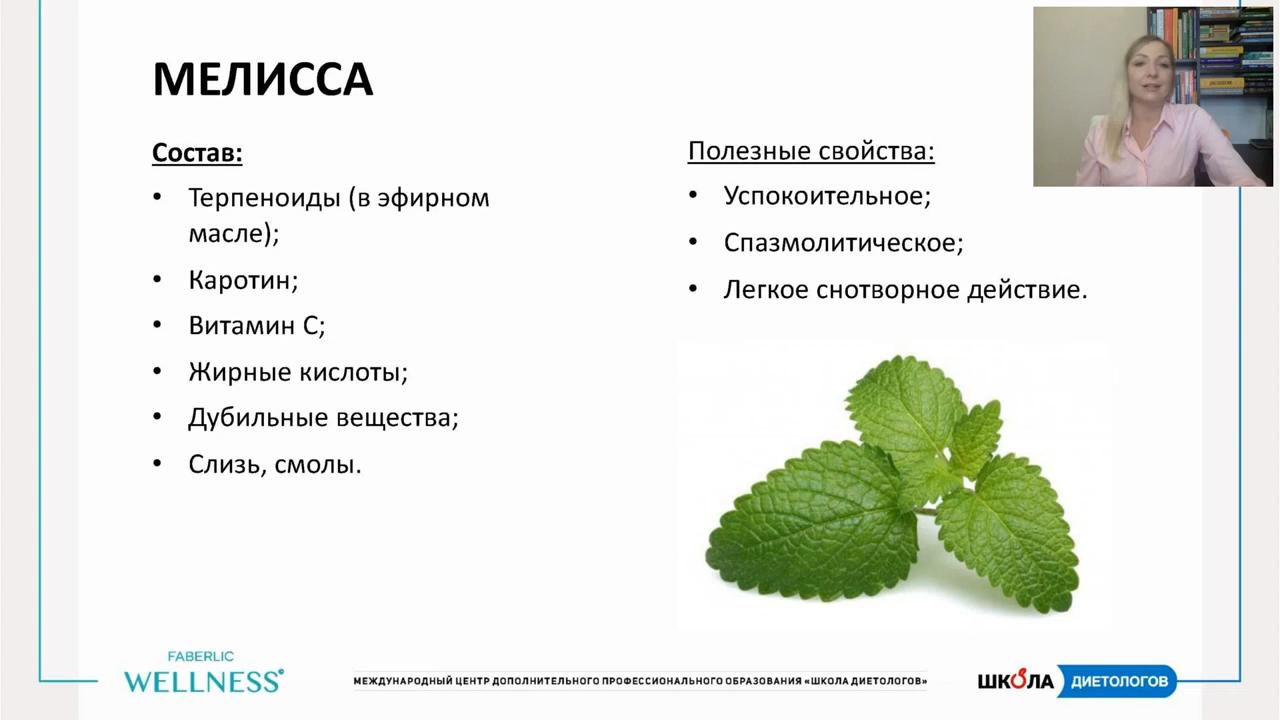 МЕЛИССА
Состав:
• Терпеноиды (в эфирном
масле);
• Каротин;
• Витамин С;
• Жирные кислоты;
• Дубильные вещества;
• Слизь, смолы.
Полезные свойства:
• Успокоительное;
• Спазмолитическое;
• Легкое снотворное действие.
FABERLIC
WELLNESS
МЕЖДУНАРОДНЫЙ ЦЕНТР ДОПОЛНИТЕЛЬНОГО ПРОФЕССИОНАЛЬНОГО ОБРАЗОВАНИЯ «ШКОЛА ДИЕТОЛОГОВ»
ШКОЛА ДИЕТОЛОГОВ